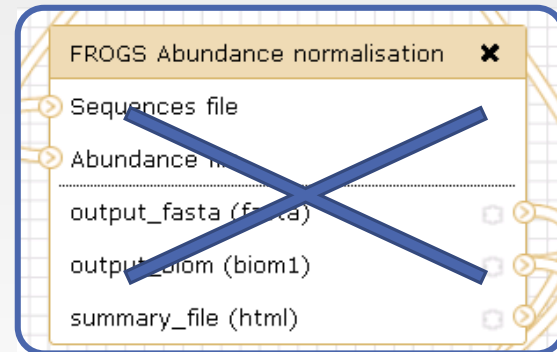 FROGS Abundance normalisation ✖
Sequences file
Abundance
output_fasta (fasta)
output_biom (biom1)
summary_file (html)